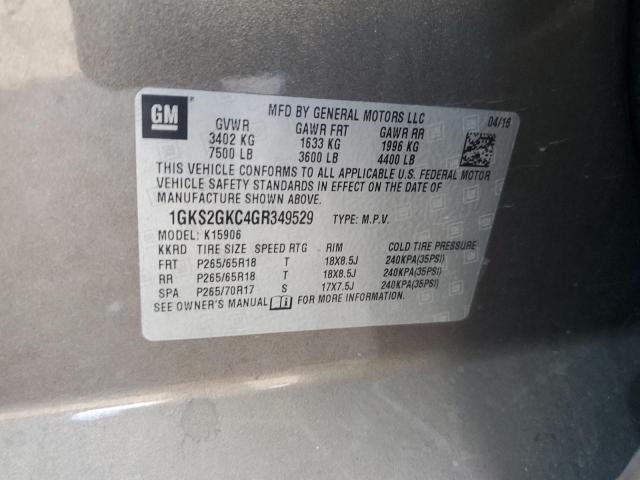 GM
MFD BY GENERAL MOTORS LLC
04/16
GVWR GAWR FRT GAWR RR
3402 KG 1633 KG 1996 KG
7500 LB 3600 LB 4400 LB
THIS VEHICLE CONFORMS TO ALL APPLICABLE U.S. FEDERAL MOTOR
VEHICLE SAFETY STANDARDS IN EFFECT ON THE DATE OF
MANUFACTURE SHOWN ABOVE.
1GKS2GKC4GR349529 TYPE: M.P.V.
MODEL: K15906
KKRD TIRE SIZE SPEED RTG RIM COLD TIRE PRESSURE
FRT P265/65R18 T 18X8.5J 240KPA(35PSI)
RR P265/65R18 T 18X8.5J 240KPA(35PSI)
SPA P265/70R17 S 17X7.5J 240KPA(35PSI)
SEE OWNER'S MANUAL FOR MORE INFORMATION